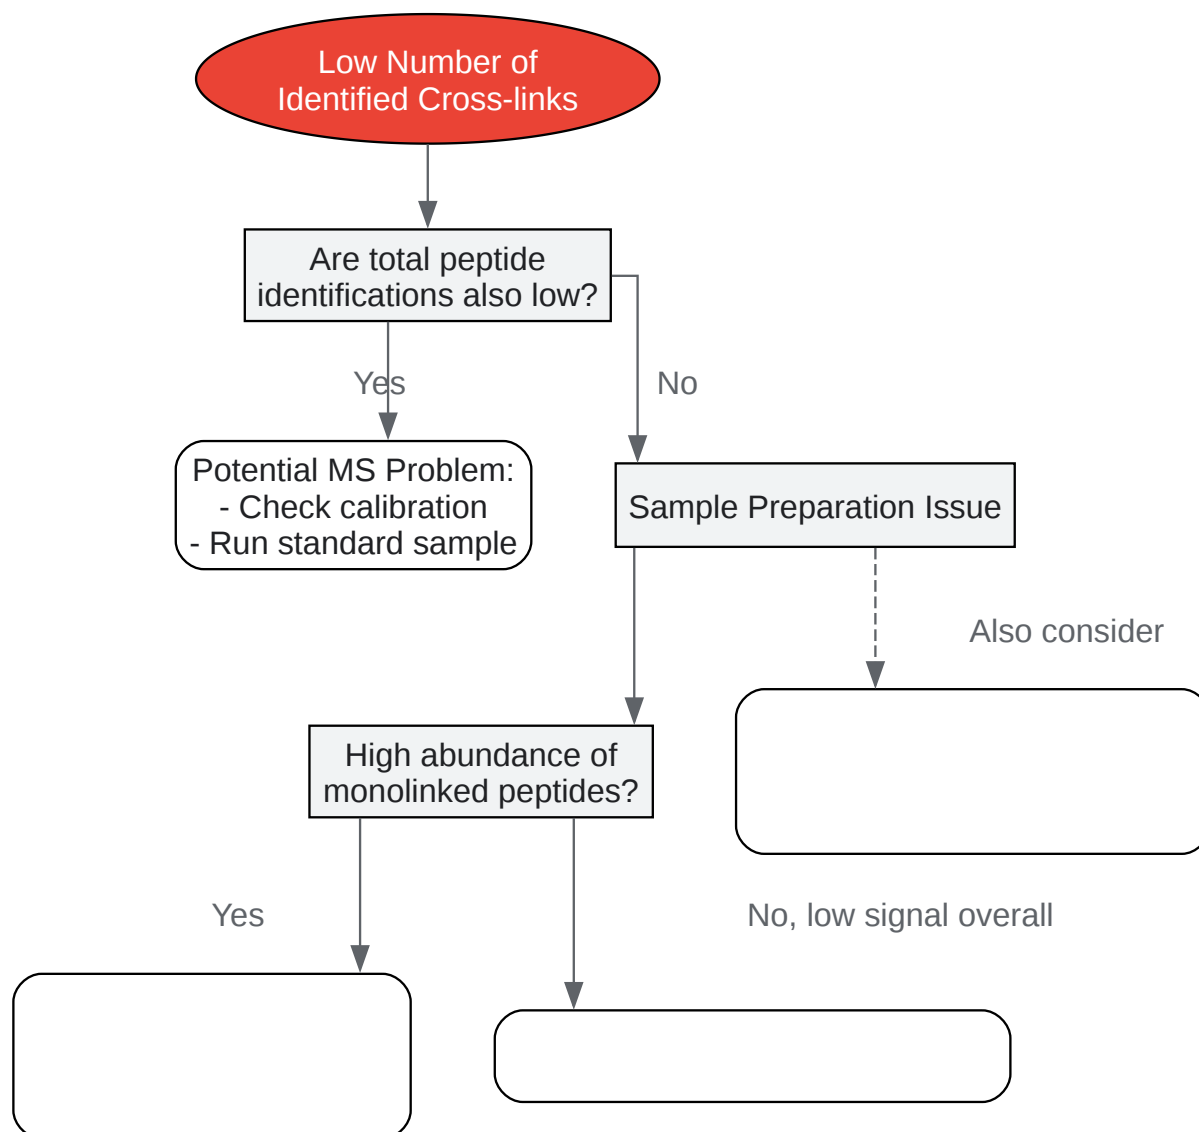 Low Number of
Identified Cross-links
Are total peptide
identifications also low?
Yes
No
Potential MS Problem:
- Check calibration
- Run standard sample
Sample Preparation Issue
Also consider
High abundance of
monolinked peptides?
Yes
No, low signal overall